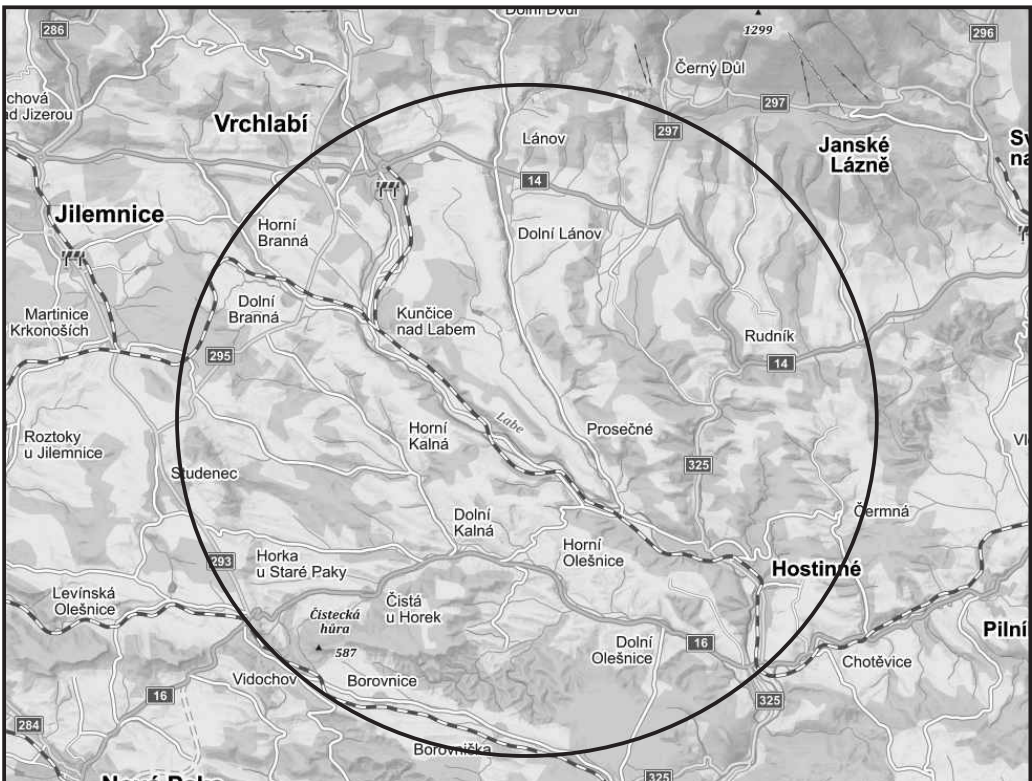 Dolní Dvůr
286
1299
296
Černý Důl
chová
ad Jizerou
297
Vrchlabí
297
Lánov
Janské
Lázně
14
Jilemnice
Horní
Branná
Dolní Lánov
Martinice
Krkonoších
Dolní
Branná
Kunčice
nad Labem
Rudník
295
14
Labe
Roztoky
u Jilemnice
Horní
Kalná
Prosečné
325
Studenec
Dolní
Kalná
Čermná
293
Horka
u Staré Paky
Horní
Olešnice
Hostinné
Levínská
Olešnice
Čistecká
hůra
587
Čistá
u Horek
Dolní
Olešnice
16
Pilní
Chotěvice
Vidochov
Borovnice
16
325
284
Borovnička
325
Nová Paka